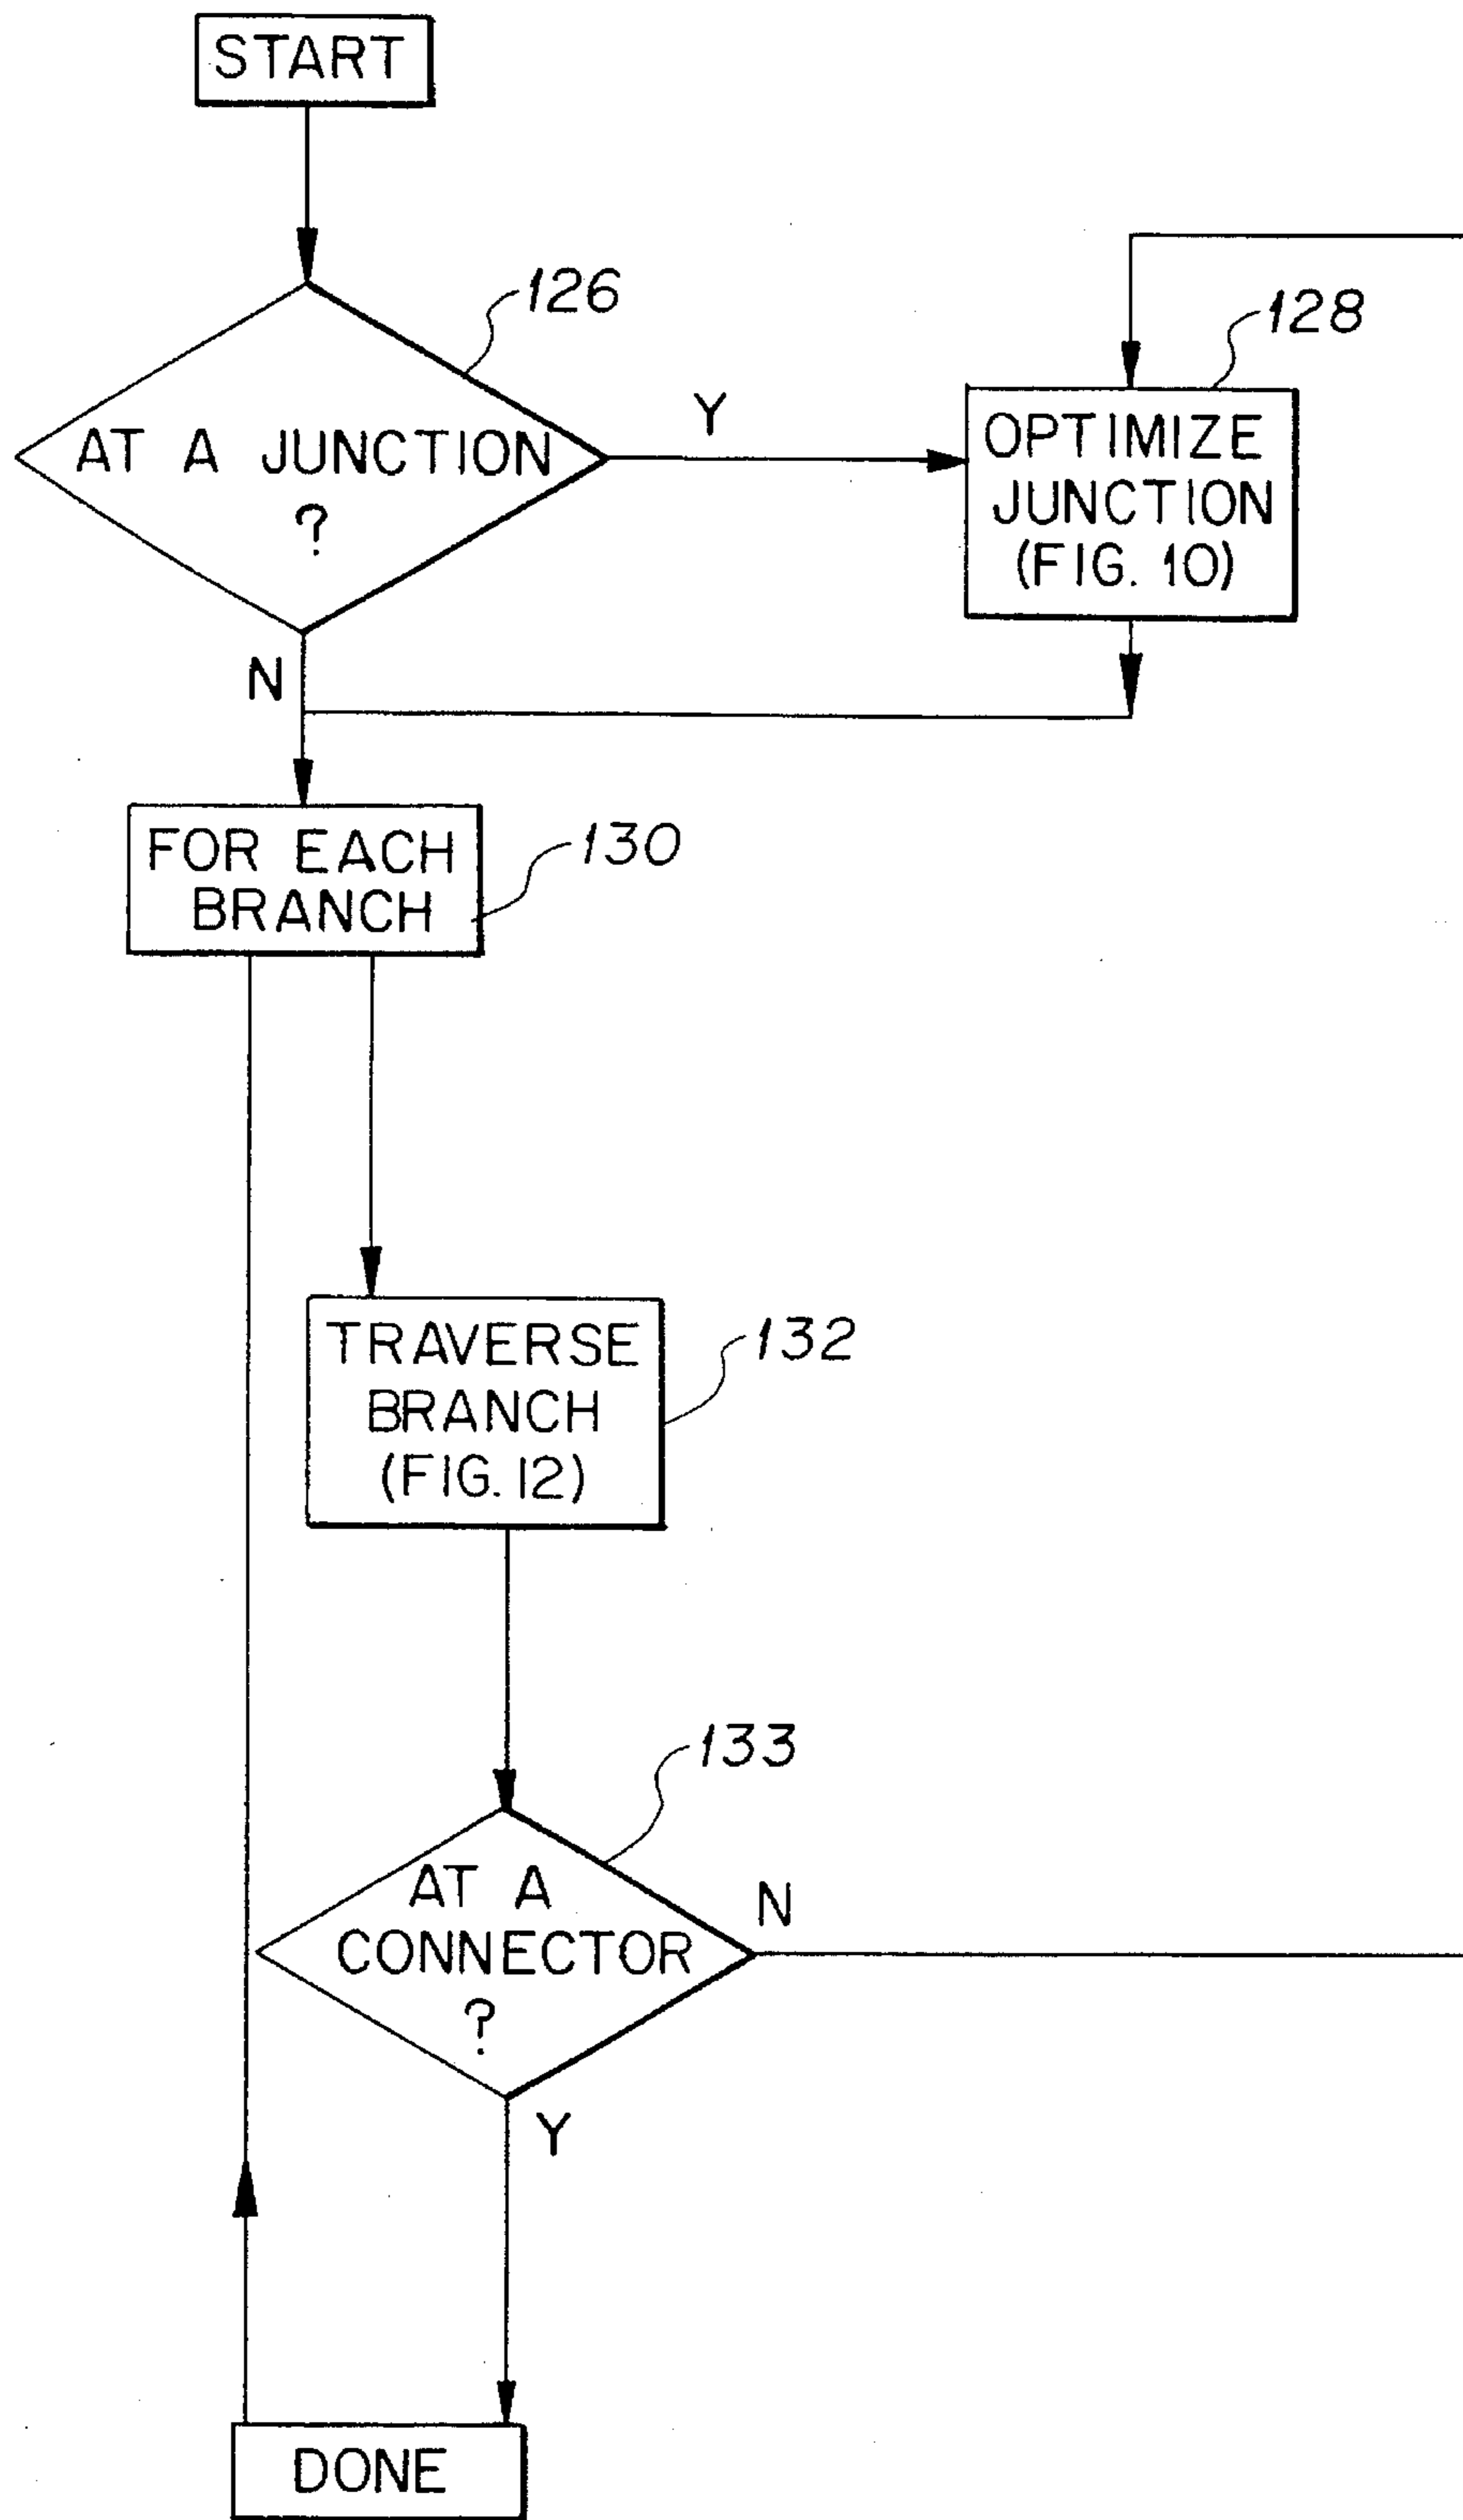 START
126
128
AT A JUNCTION
?
Y
OPTIMIZE
JUNCTION
(FIG. 10)
N
FOR EACH
BRANCH
130
TRAVERSE
BRANCH
(FIG. 12)
132
133
AT A
CONNECTOR
?
N
Y
DONE